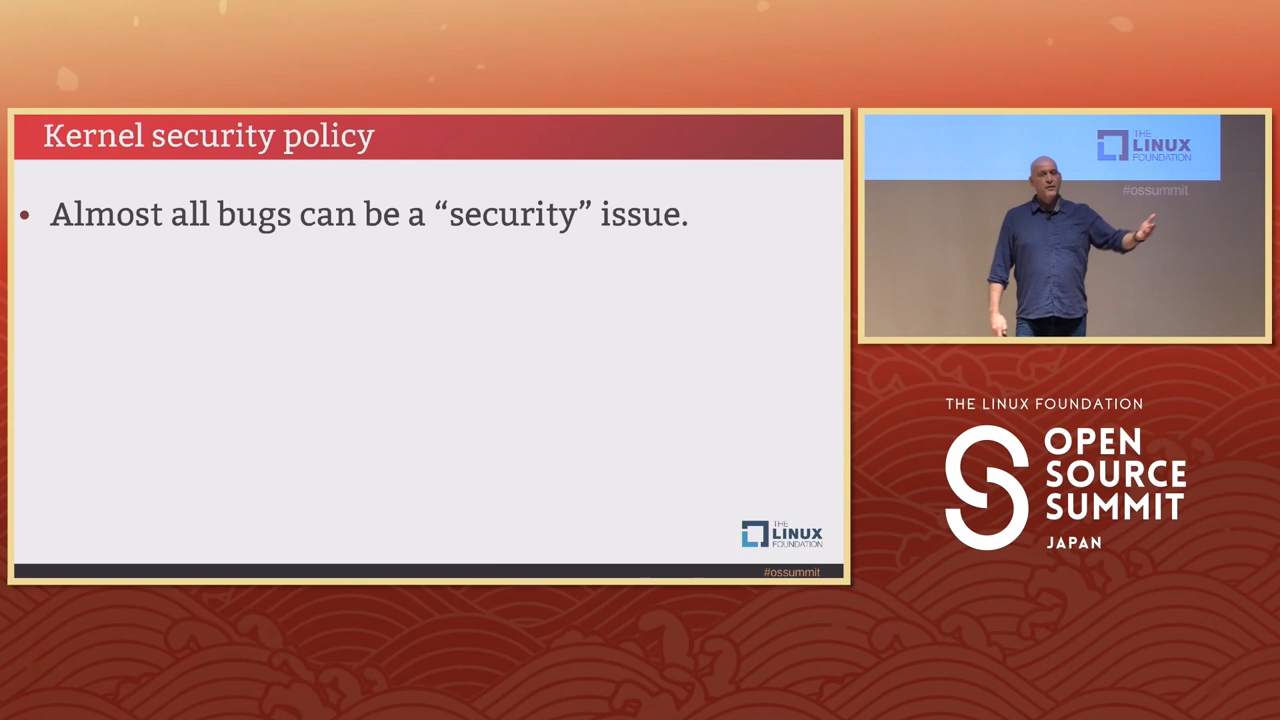 Kernel security policy
• Almost all bugs can be a “security” issue.
THE
LINUX
FOUNDATION
#ossummit
THE
LINUX
FOUNDATION
#ossummit
THE LINUX FOUNDATION
OPEN
SOURCE
SUMMIT
JAPAN